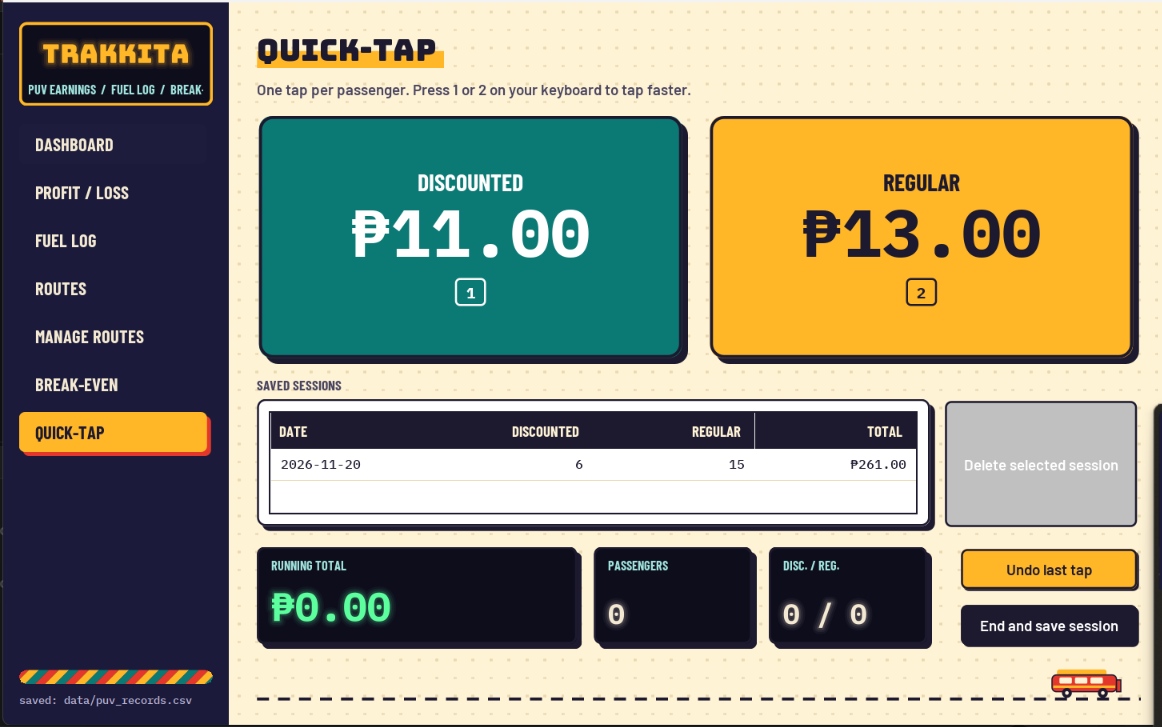 TRAKKITA
PUV EARNINGS / FUEL LOG / BREAK-
DASHBOARD
PROFIT / LOSS
FUEL LOG
ROUTES
MANAGE ROUTES
BREAK-EVEN
QUICK-TAP
saved: data/puv_records.csv
QUICK-TAP
One tap per passenger. Press 1 or 2 on your keyboard to tap faster.
DISCOUNTED
₱11.00
1
REGULAR
₱13.00
2
SAVED SESSIONS
DATE DISCOUNTED REGULAR TOTAL
2026-11-20 6 15 ₱261.00
Delete selected session
RUNNING TOTAL
₱0.00
PASSENGERS
0
DISC. / REG.
0 / 0
Undo last tap
End and save session